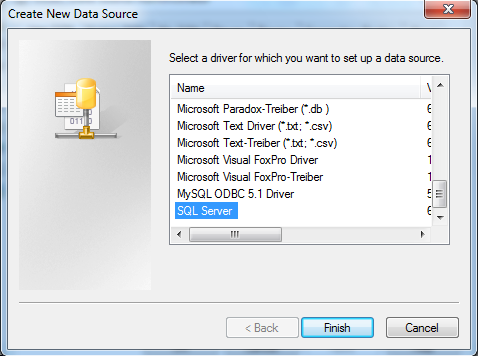 Create New Data Source
Select a driver for which you want to set up a data source.
Name V
Microsoft Paradox-Treiber (*.db ) 6
Microsoft Text Driver (*.txt; *.csv) 6
Microsoft Text-Treiber (*.txt; *.csv) 6
Microsoft Visual FoxPro Driver 1
Microsoft Visual FoxPro-Treiber 1
MySQL ODBC 5.1 Driver 5
SQL Server 6
< Back Finish Cancel